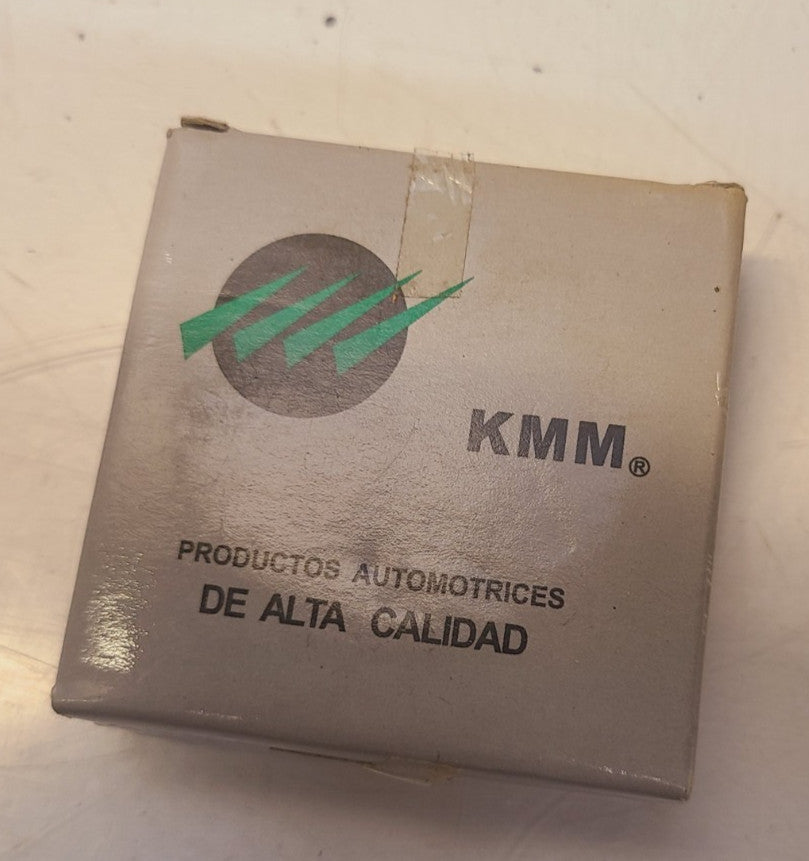 KMM®
PRODUCTOS AUTOMOTRICES
DE ALTA CALIDAD